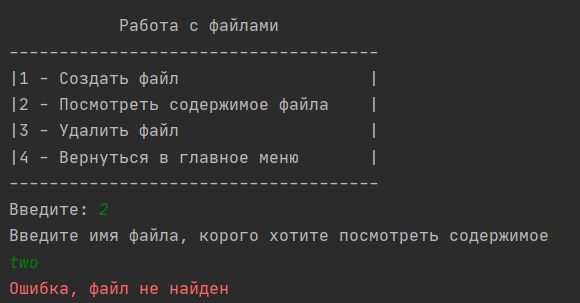 Работа с файлами
-------------------------------------
|1 - Создать файл                   |
|2 - Посмотреть содержимое файла    |
|3 - Удалить файл                   |
|4 - Вернуться в главное меню       |
-------------------------------------
Введите: 2
Введите имя файла, корого хотите посмотреть содержимое
two
Ошибка, файл не найден